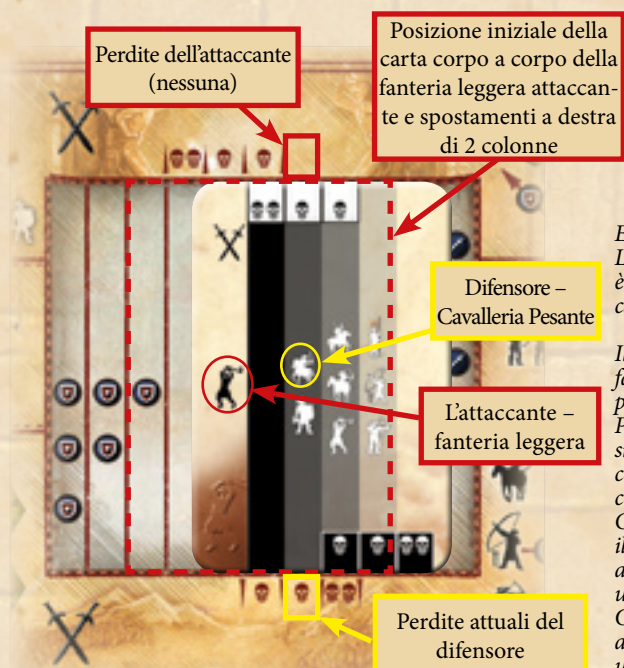 Perdite dell'attaccante
(nessuna)
Posizione iniziale della
carta corpo a corpo della
fanteria leggera attaccan-
te e spostamenti a destra
di 2 colonne
Difensore –
Cavalleria Pesante
L'attaccante –
fanteria leggera
Perdite attuali del
difensore